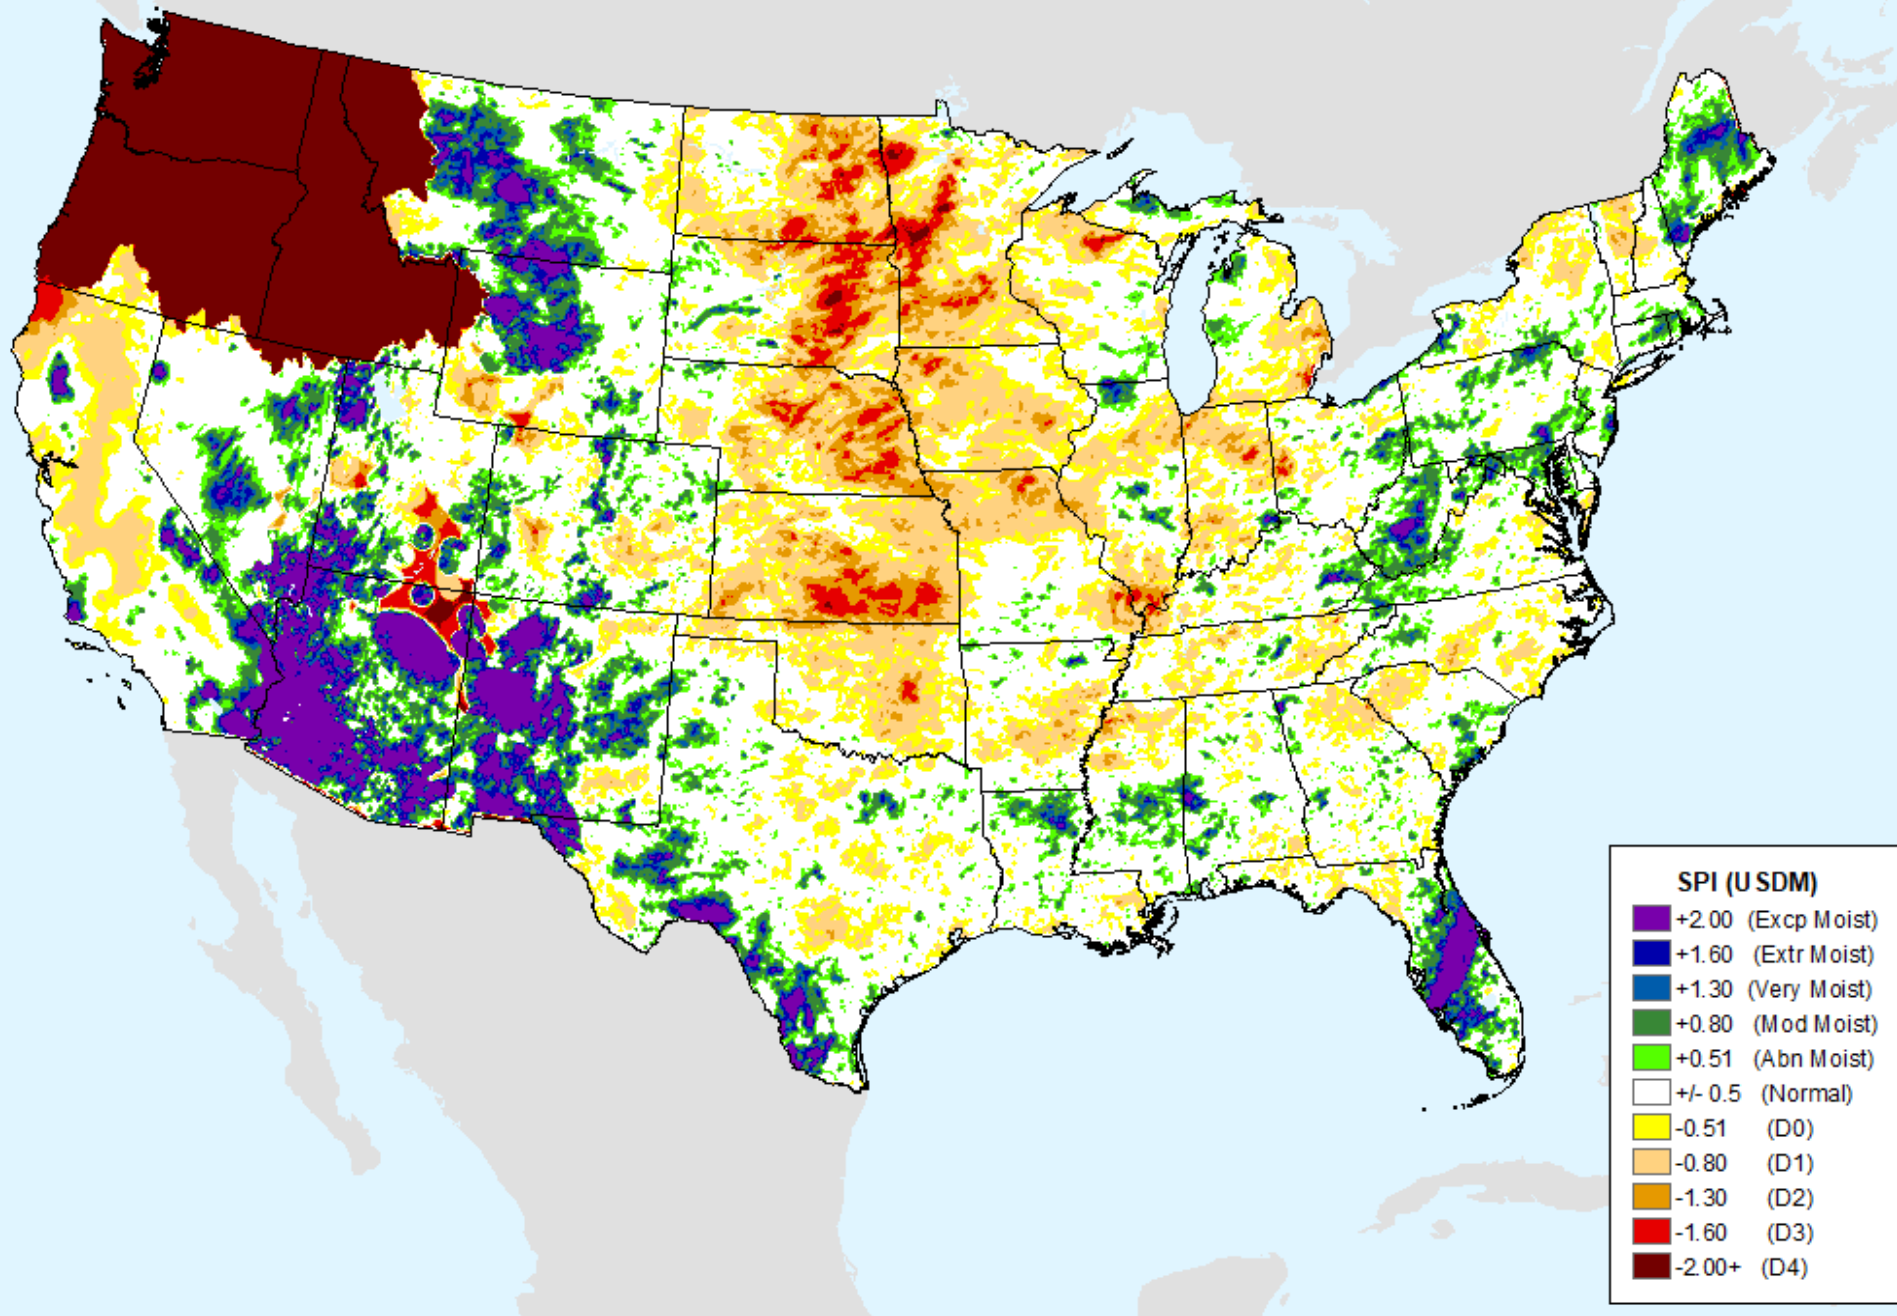 SPI (USDM)
+2.00 (Excp Moist)
+1.60 (Extr Moist)
+1.30 (Very Moist)
+0.80 (Mod Moist)
+0.51 (Abn Moist)
+/- 0.5 (Normal)
-0.51 (D0)
-0.80 (D1)
-1.30 (D2)
-1.60 (D3)
-2.00+ (D4)